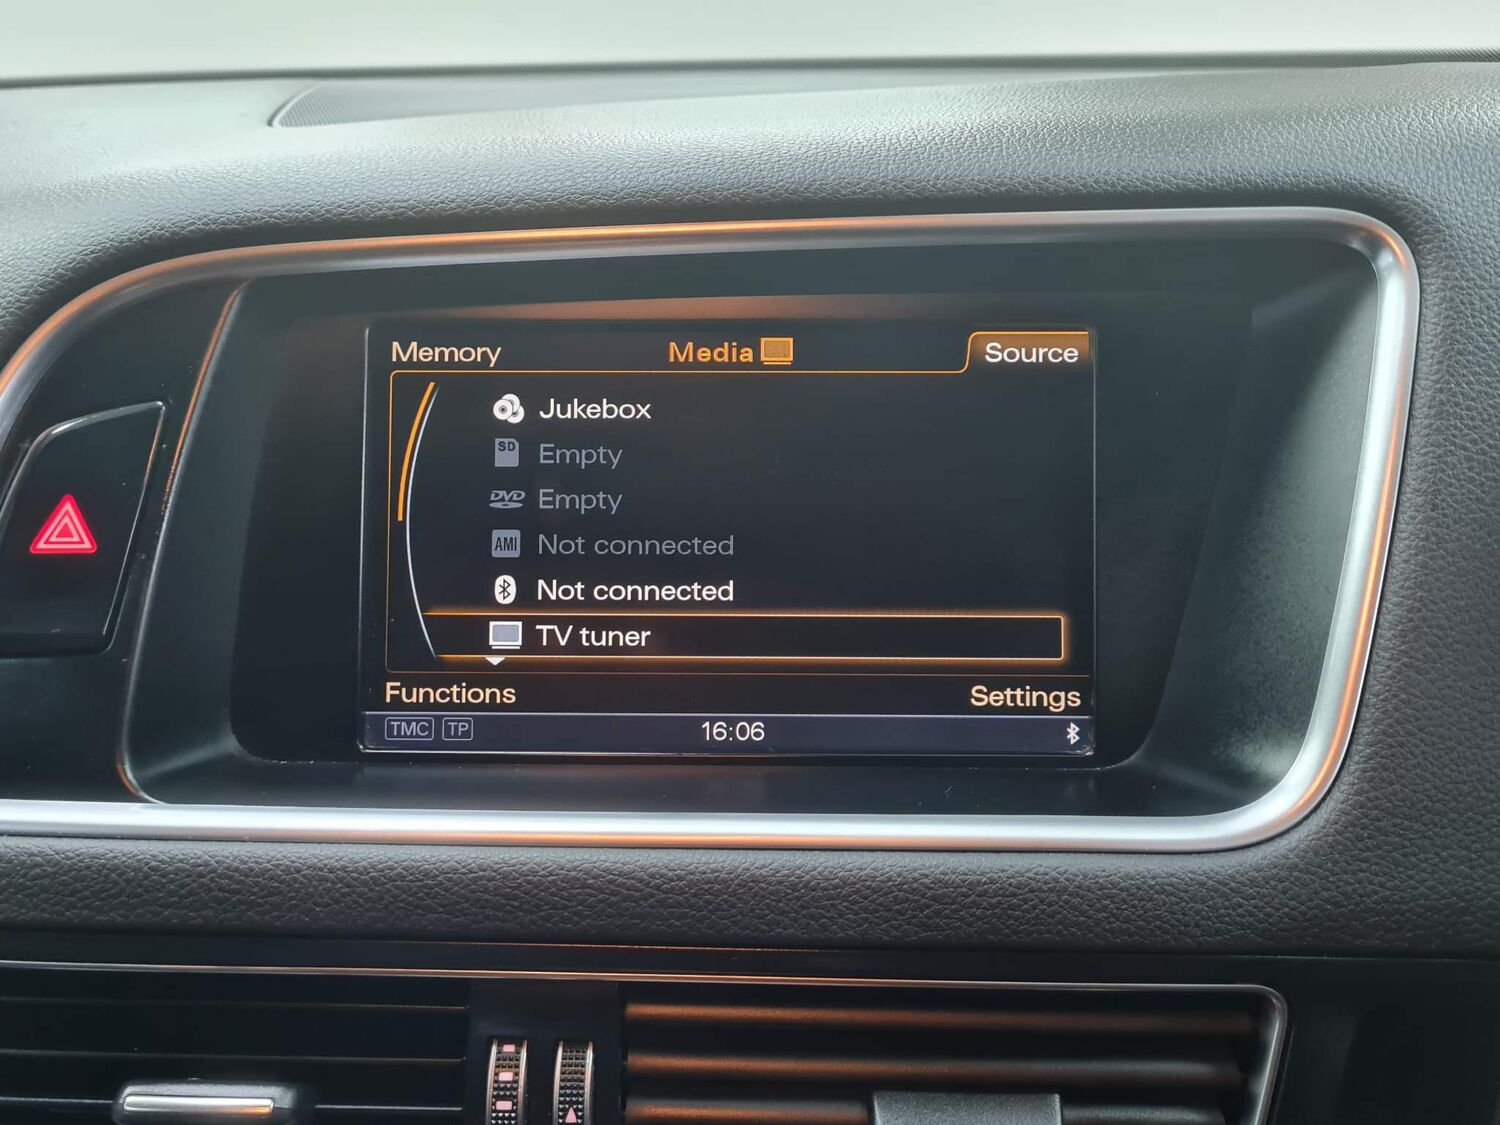 Memory Media Source
Jukebox
SD Empty
DVD Empty
AMI Not connected
Not connected
TV tuner
Functions Settings
TMC TP 16:06